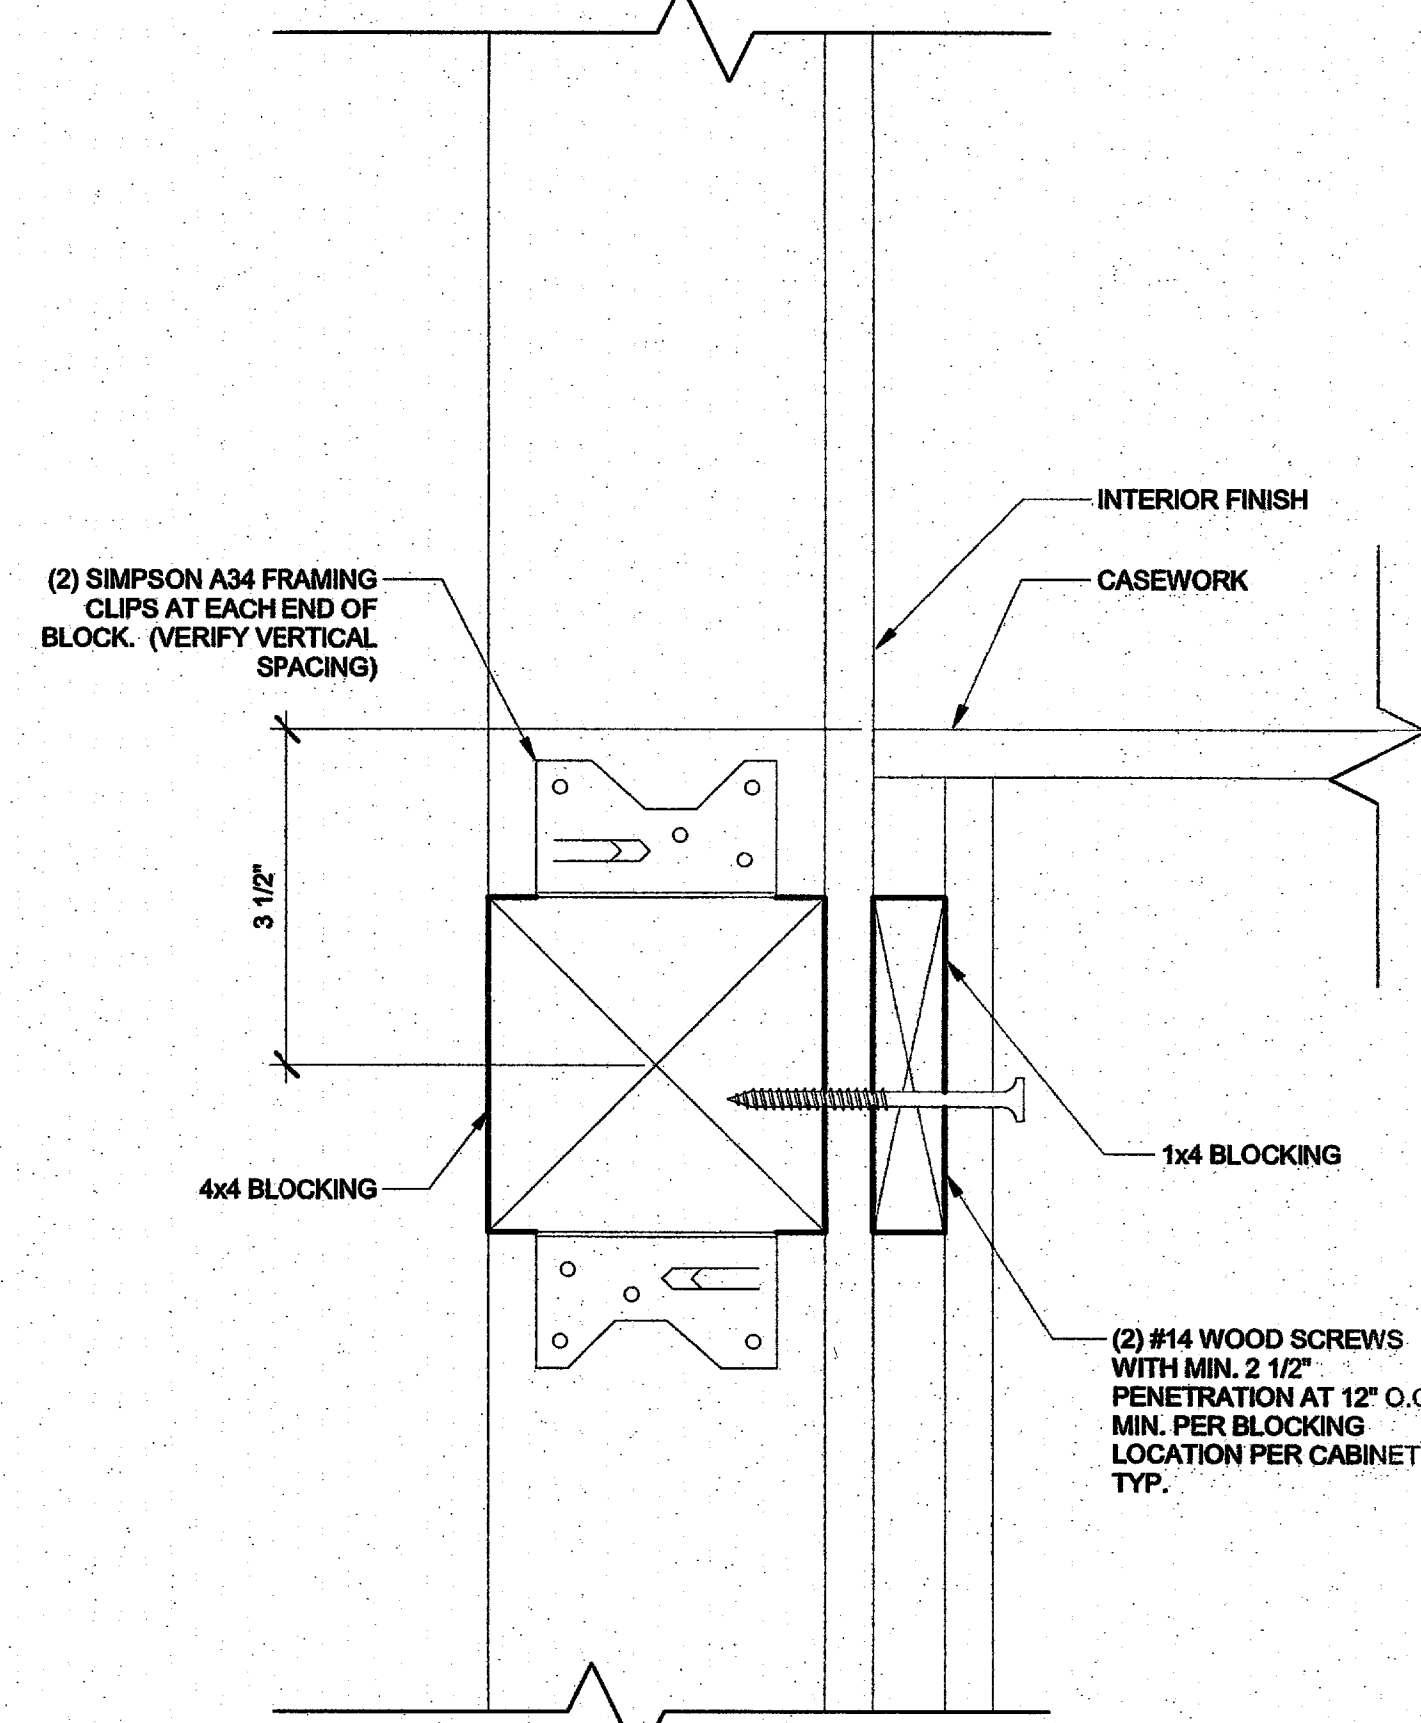 INTERIOR FINISH
CASEWORK
(2) SIMPSON A34 FRAMING
CLIPS AT EACH END OF
BLOCK. (VERIFY VERTICAL
SPACING)
3 1/2"
4x4 BLOCKING
1x4 BLOCKING
(2) #14 WOOD SCREWS
WITH MIN. 2 1/2"
PENETRATION AT 12"
MIN. PER BLOCKING
LOCATION PER CABINET
TYP.